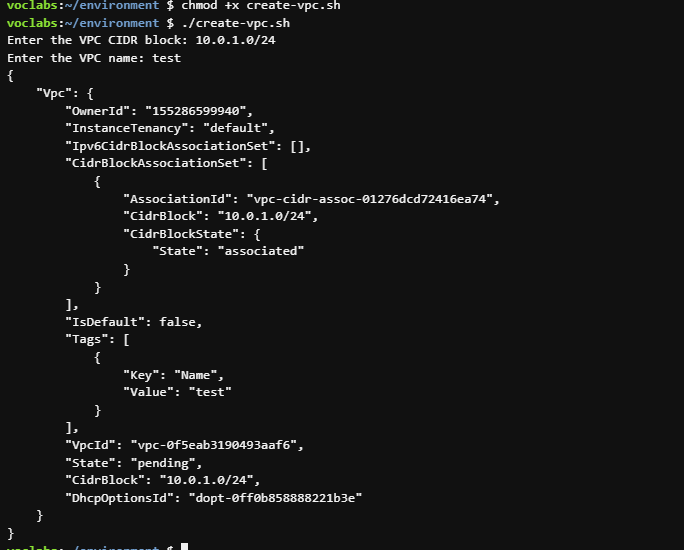 voclabs:~/environment $ chmod +x create-vpc.sh
voclabs:~/environment $ ./create-vpc.sh
Enter the VPC CIDR block: 10.0.1.0/24
Enter the VPC name: test
{
    "Vpc": {
        "OwnerId": "155286599940",
        "InstanceTenancy": "default",
        "Ipv6CidrBlockAssociationSet": [],
        "CidrBlockAssociationSet": [
            {
                "AssociationId": "vpc-cidr-assoc-01276dcd72416ea74",
                "CidrBlock": "10.0.1.0/24",
                "CidrBlockState": {
                    "State": "associated"
                }
            }
        ],
        "IsDefault": false,
        "Tags": [
            {
                "Key": "Name",
                "Value": "test"
            }
        ],
        "VpcId": "vpc-0f5eab3190493aaf6",
        "State": "pending",
        "CidrBlock": "10.0.1.0/24",
        "DhcpOptionsId": "dopt-0ff0b858888221b3e"
    }
}
voclabs:~/environment $